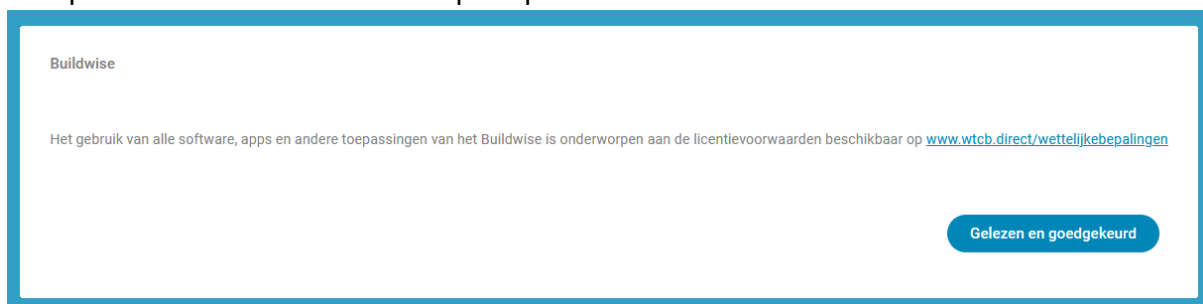 Buildwise
Het gebruik van alle software, apps en andere toepassingen van het Buildwise is onderworpen aan de licentievoorwaarden beschikbaar op www.wtcb.direct/wettelijkebepalingen
Gelezen en goedgekeurd